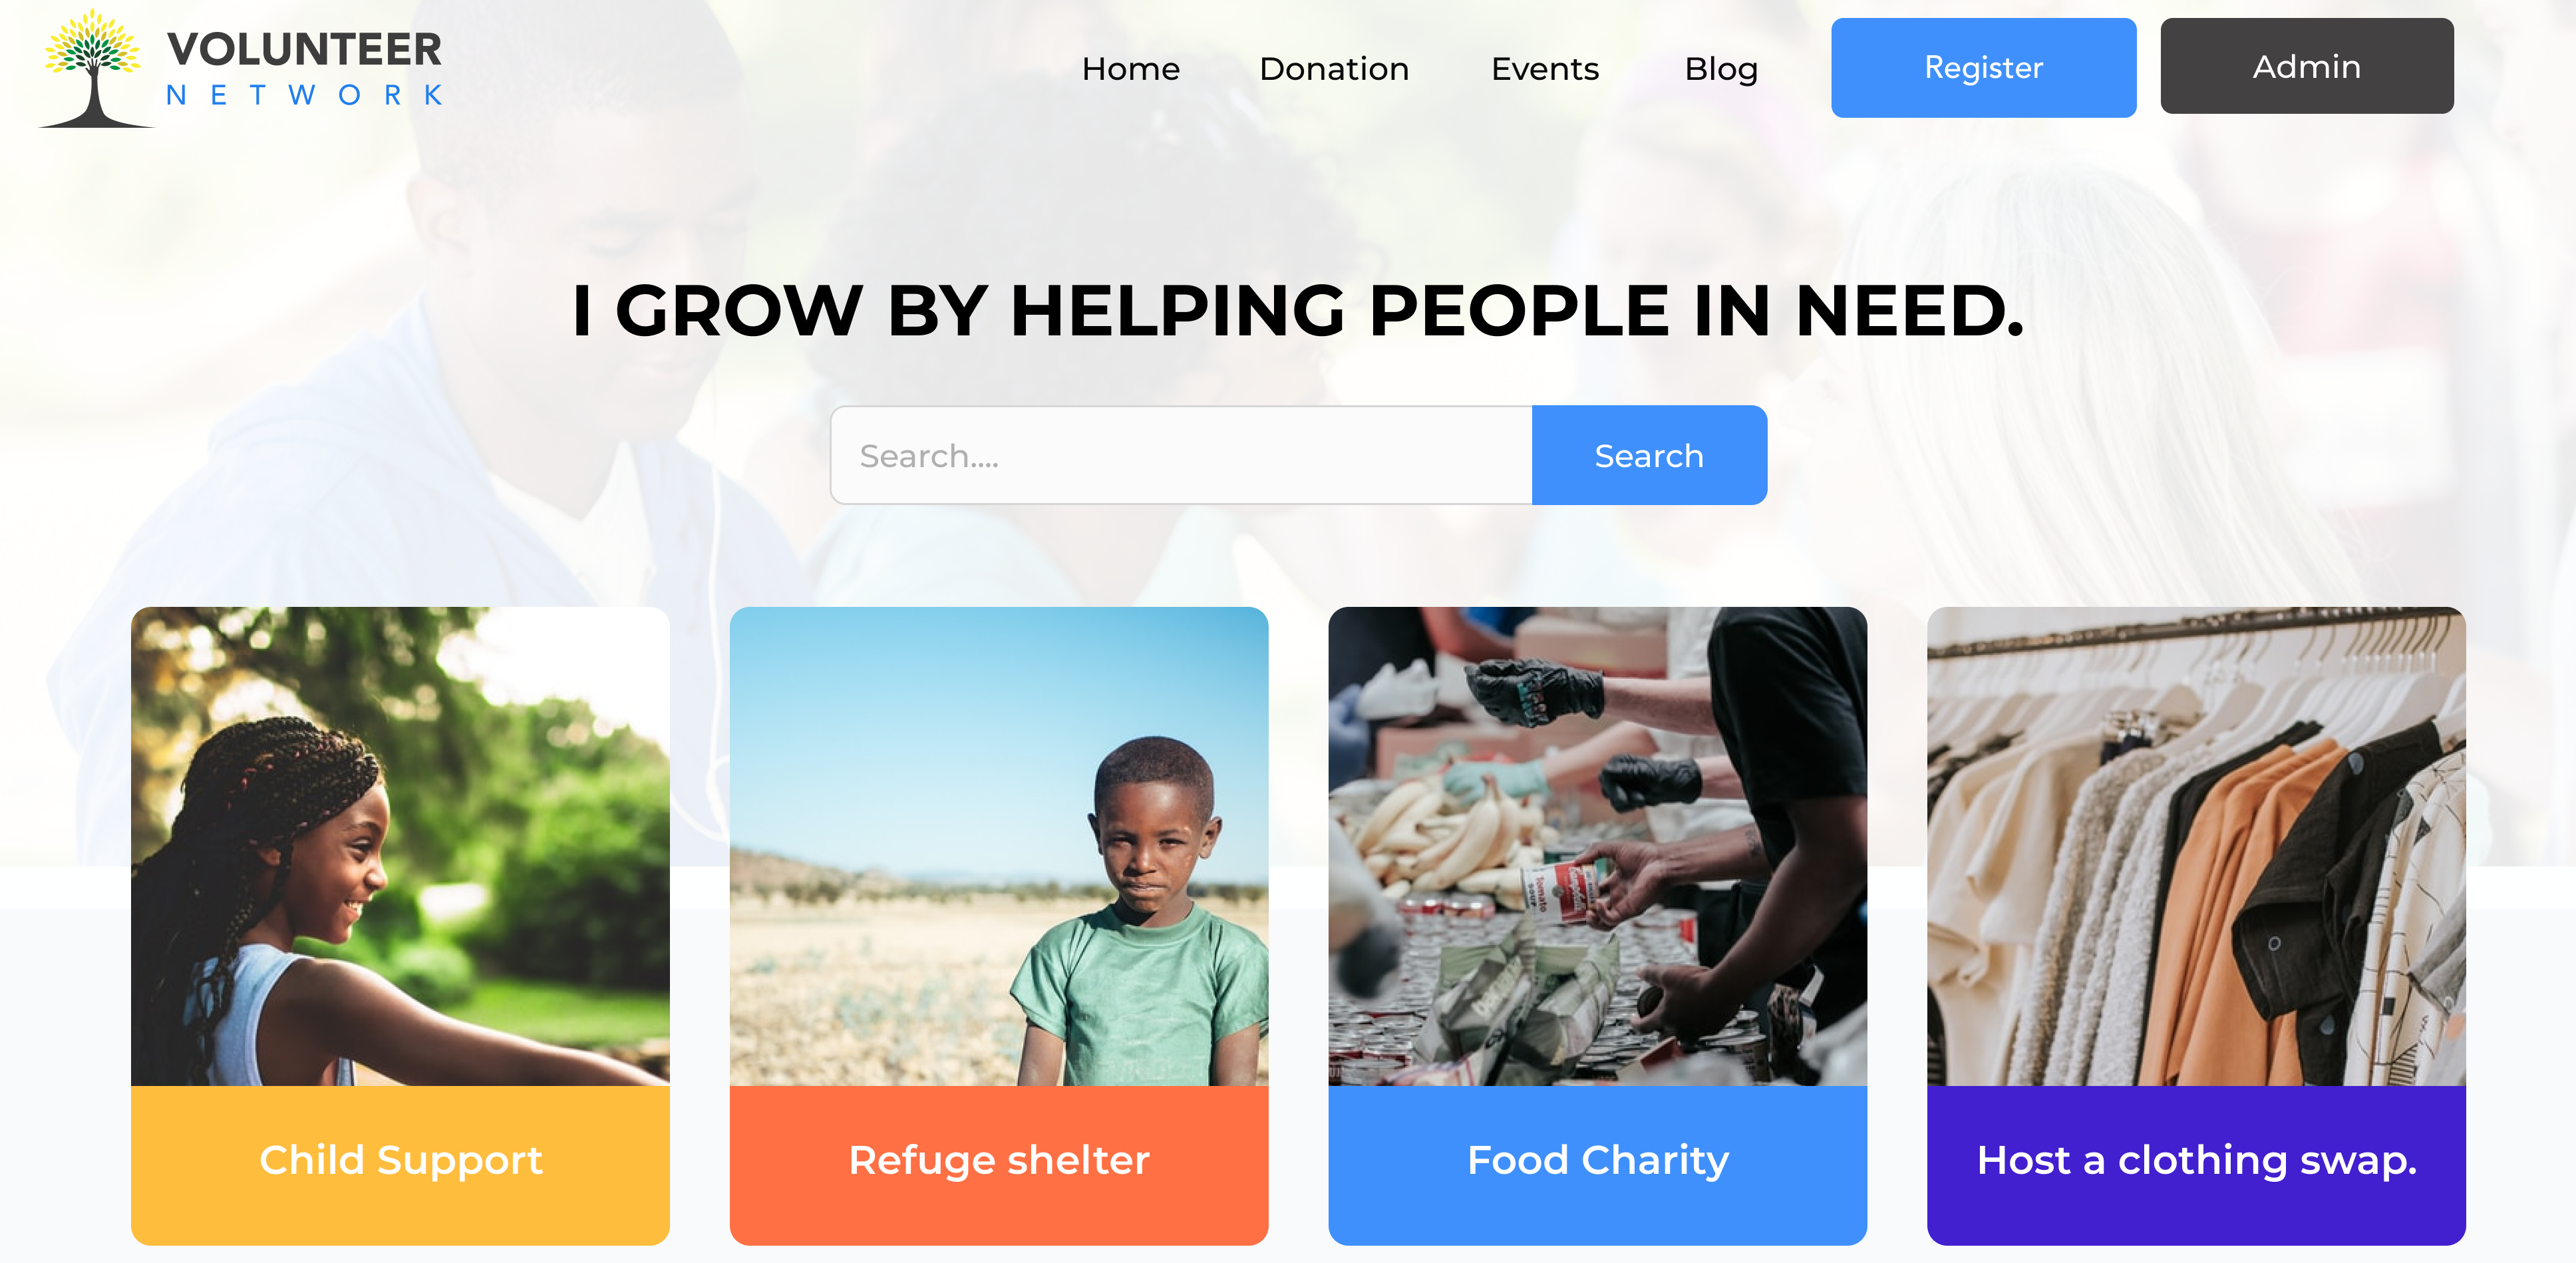 VOLUNTEER
NETWORK
Home Donation Events Blog Register Admin
I GROW BY HELPING PEOPLE IN NEED.
Search.... Search
Tomato
Child Support Refuge shelter Food Charity Host a clothing swap.